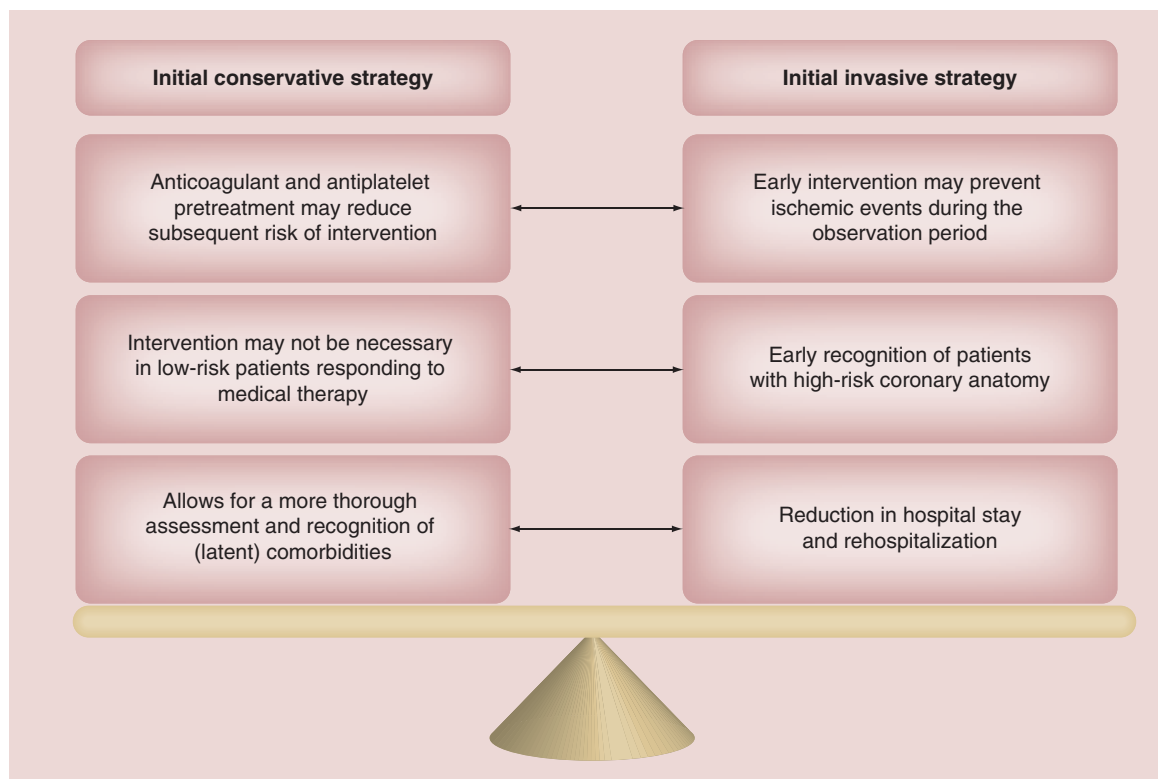 Initial conservative strategy
Initial invasive strategy
Anticoagulant and antiplatelet
pretreatment may reduce
subsequent risk of intervention
Early intervention may prevent
ischemic events during the
observation period
Intervention may not be necessary
in low-risk patients responding to
medical therapy
Early recognition of patients
with high-risk coronary anatomy
Allows for a more thorough
assessment and recognition of
(latent) comorbidities
Reduction in hospital stay
and rehospitalization